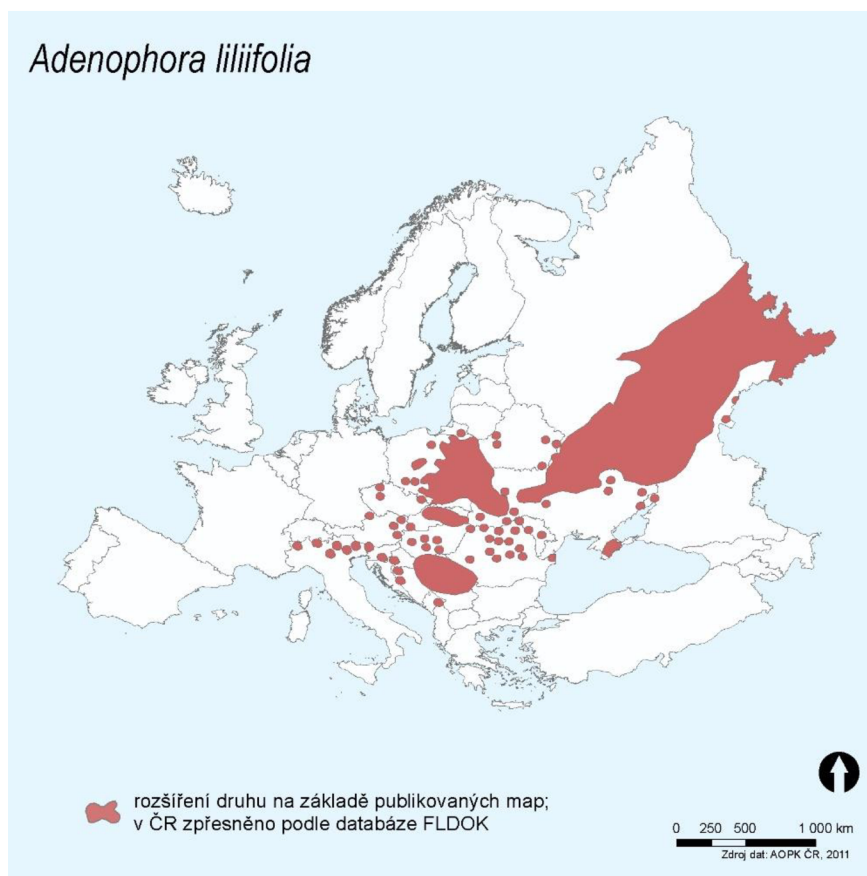 Adenophora liliifolia
rozšíření druhu na základě publikovaných map;
v ČR zpřesněno podle databáze FLDOK
0 250 500 1 000 km
Zdroj dat: AOPK ČR, 2011